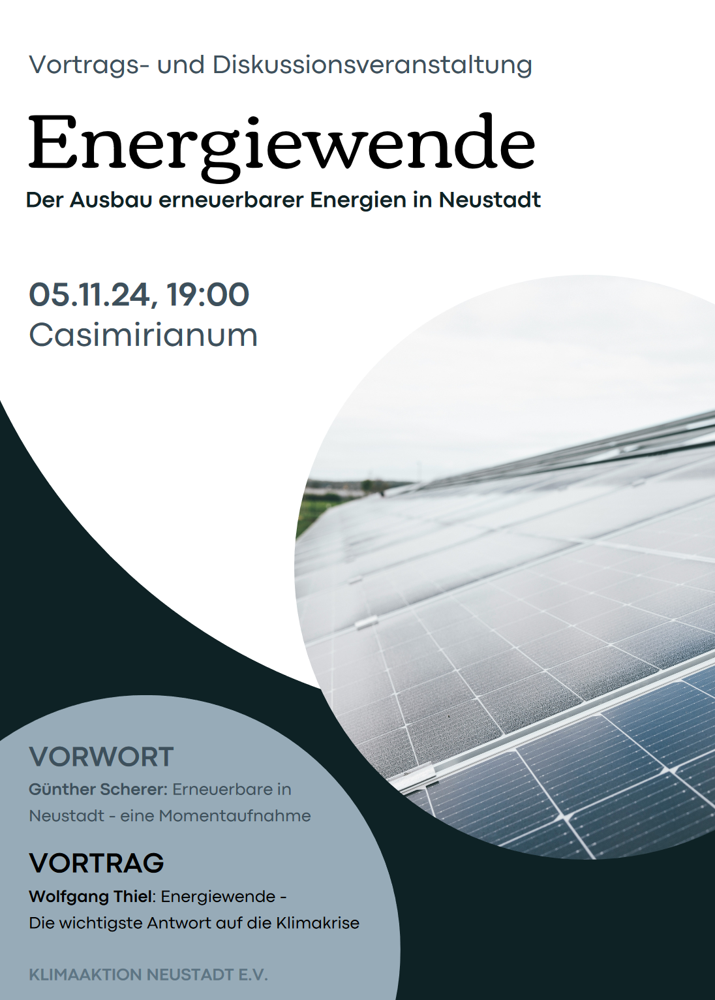 Vortrags- und Diskussionsveranstaltung
Energiewende
Der Ausbau erneuerbarer Energien in Neustadt
05.11.24, 19:00
Casimirianum
VORWORT
Günther Scherer: Erneuerbare in
Neustadt - eine Momentaufnahme
VORTRAG
Wolfgang Thiel: Energiewende -
Die wichtigste Antwort auf die Klimakrise
KLIMAAKTION NEUSTADT E.V.